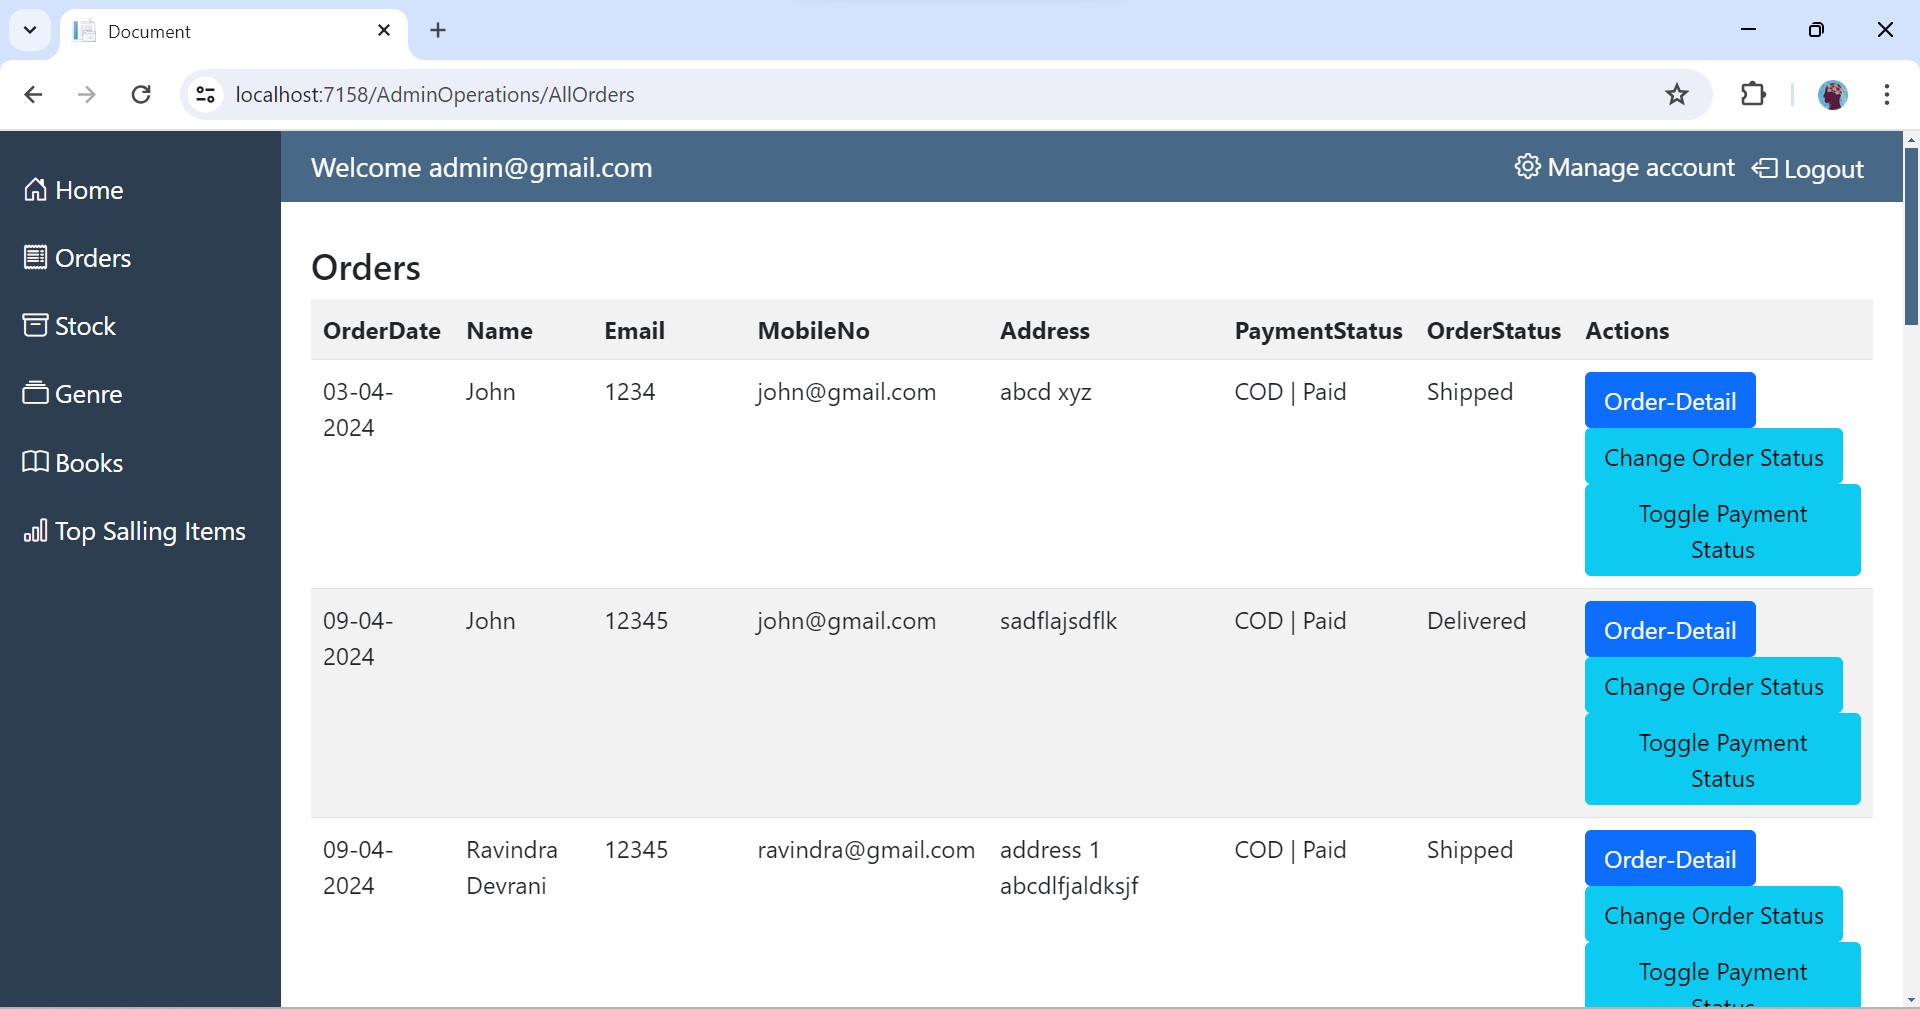 Document
localhost:7158/AdminOperations/AllOrders
Welcome admin@gmail.com
Manage account
Logout
Home
Orders
Stock
Genre
Books
Top Salling Items
Orders
OrderDate Name Email MobileNo Address PaymentStatus OrderStatus Actions
03-04- John 1234 john@gmail.com abcd xyz COD | Paid Shipped Order-Detail
2024
Change Order Status
Toggle Payment
Status
09-04- John 12345 john@gmail.com sadflajsdflk COD | Paid Delivered Order-Detail
2024
Change Order Status
Toggle Payment
Status
09-04- Ravindra 12345 ravindra@gmail.com address 1 COD | Paid Shipped Order-Detail
2024 Devrani abcdlfjaldksjf
Change Order Status
Toggle Payment
Status